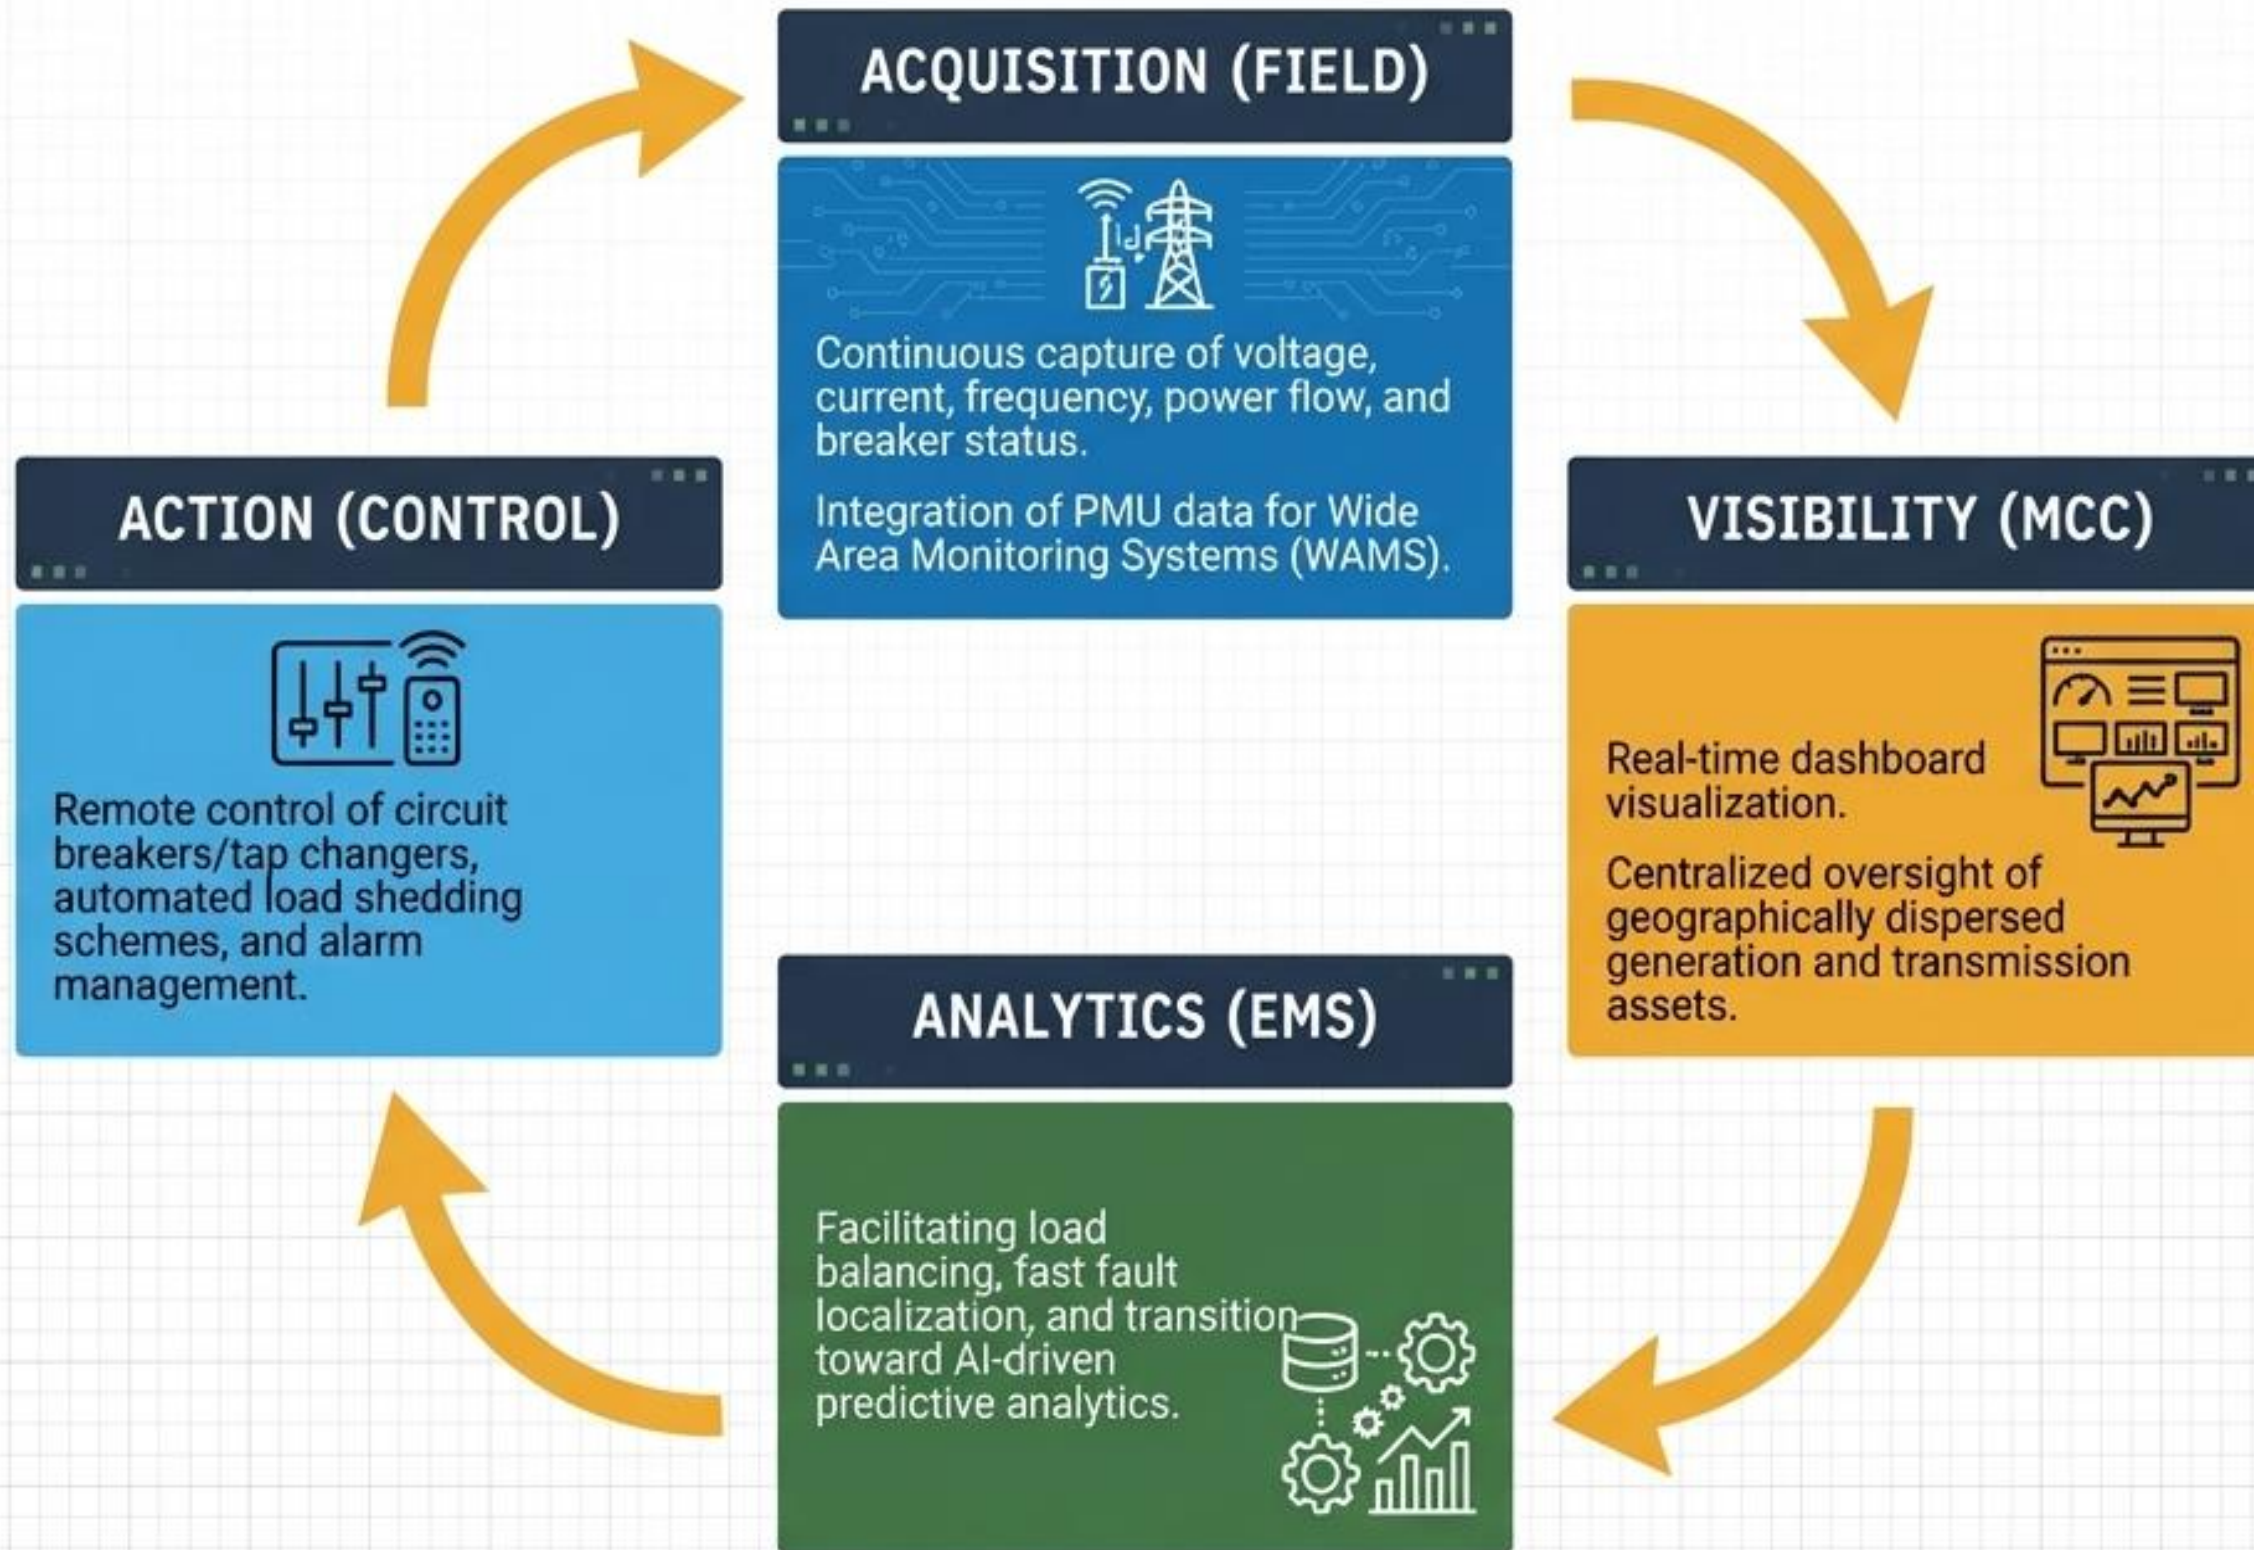 ACQUISITION (FIELD)
Continuous capture of voltage,
current, frequency, power flow, and
breaker status.
Integration of PMU data for Wide
Area Monitoring Systems (WAMS).
VISIBILITY (MCC)
Real-time dashboard
visualization.
Centralized oversight of
geographically dispersed
generation and transmission
assets.
ANALYTICS (EMS)
Facilitating load
balancing, fast fault
localization, and transition
toward AI-driven
predictive analytics.
ACTION (CONTROL)
Remote control of circuit
breakers/tap changers,
automated load shedding
schemes, and alarm
management.